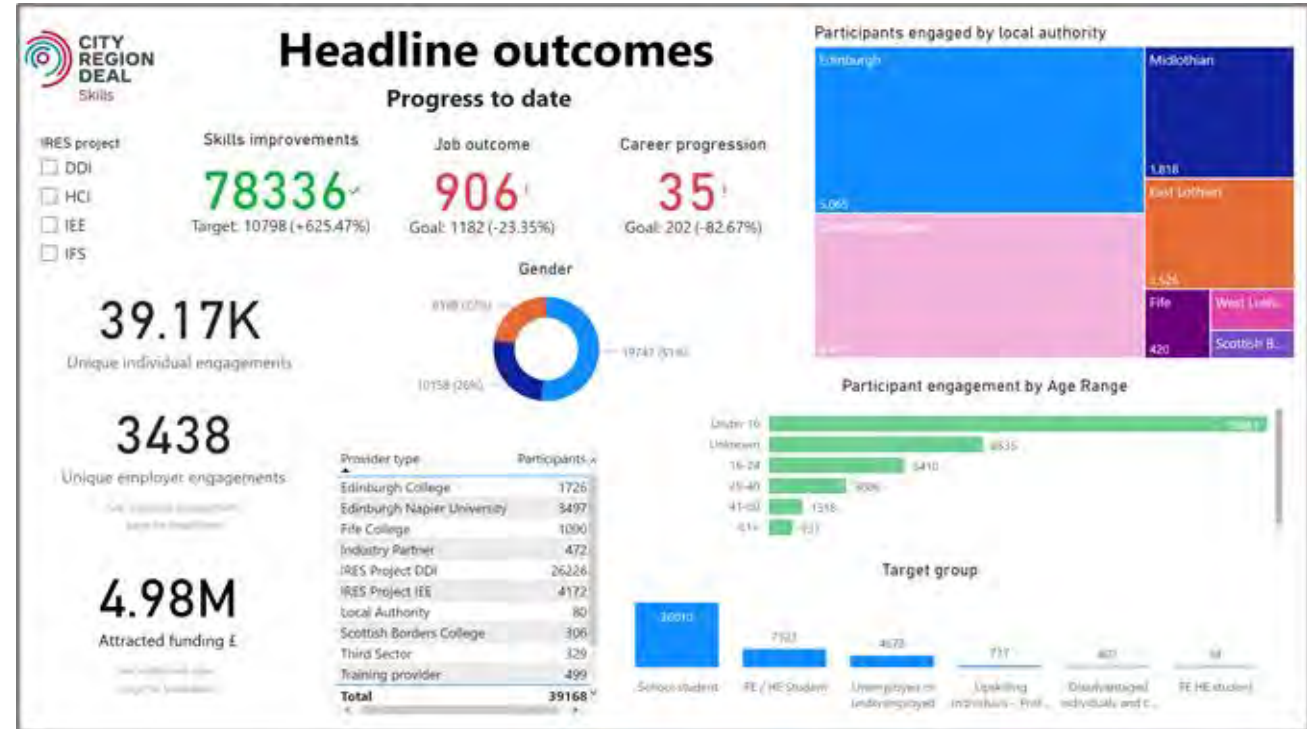 CITY
REGION
DEAL
Skills
Headline outcomes
Progress to date
IRES project
DDI
HCI
IEE
IFS
Skills improvements
78336
Target: 10798 (+625.47%)
Job outcome
906
Goal: 1182 (-23.35%)
Career progression
35
Goal: 202 (-82.67%)
Participants engaged by local authority
Edinburgh
5,065
Midlothian
1,818
East Lothian
1,526
Fife
420
West Lothi...
Scottish B...
39.17K
Unique individual engagements
3438
Unique employer engagements
4.98M
Attracted funding £
Gender
19741 (51%)
10158 (26%)
Provider type Participants
Edinburgh College 1726
Edinburgh Napier University 3497
Fife College 1090
Industry Partner 472
IRES Project DDI 26226
IRES Project IEE 4172
Local Authority 80
Scottish Borders College 306
Third Sector 329
Training provider 499
Total 39168
Participant engagement by Age Range
Under 16
Unknown
16-24 5410
25-40
41-60 1318
61+
Target group
School student
FE / HE Student
Unemployed or
underemployed
Upskilling
individuals - Prof...
Disadvantaged
individuals and c...
FE HE student